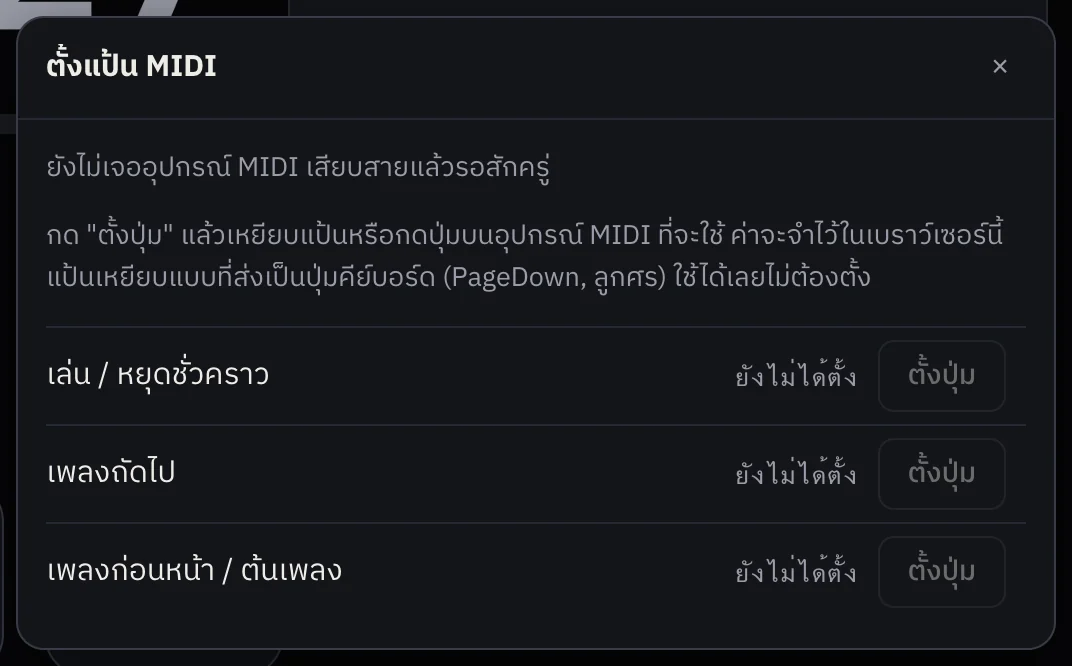 ตั้งแป้น MIDI
×
ยังไม่เจออุปกรณ์ MIDI เสียบสายแล้วรอสักครู่
กด "ตั้งปุ่ม" แล้วเหยียบแป้นหรือกดปุ่มบนอุปกรณ์ MIDI ที่จะใช้ ค่าจะจำไว้ในเบราว์เซอร์นี้
แป้นเหยียบแบบที่ส่งเป็นปุ่มคีย์บอร์ด (PageDown, ลูกศร) ใช้ได้เลยไม่ต้องตั้ง
เล่น / หยุดชั่วคราว ยังไม่ได้ตั้ง ตั้งปุ่ม
เพลงถัดไป ยังไม่ได้ตั้ง ตั้งปุ่ม
เพลงก่อนหน้า / ต้นเพลง ยังไม่ได้ตั้ง ตั้งปุ่ม